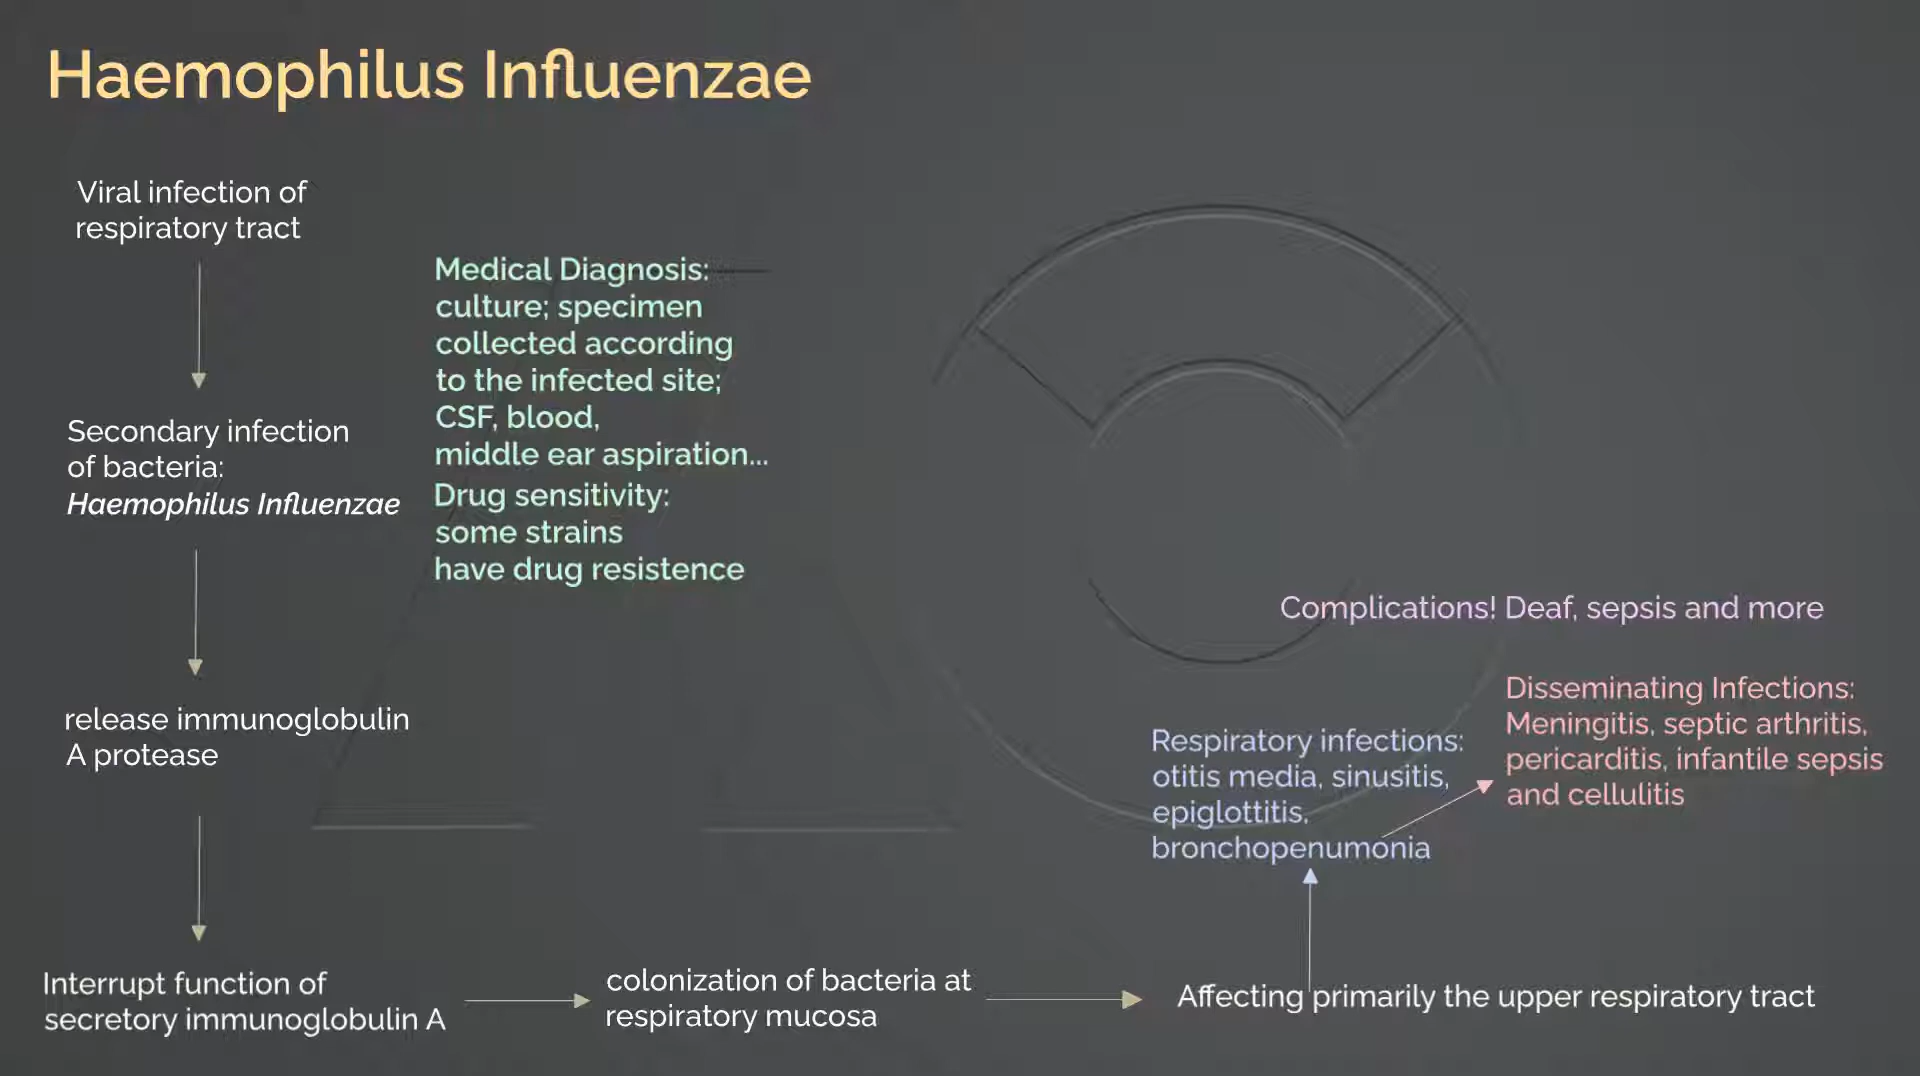 Haemophilus Influenzae
Viral infection of
respiratory tract
Secondary infection
of bacteria:
Haemophilus Influenzae
release immunoglobulin
A protease
Interrupt function of
secretory immunoglobulin A
Medical Diagnosis:
culture; specimen
collected according
to the infected site;
CSF, blood,
middle ear aspiration...
Drug sensitivity:
some strains
have drug resistence
colonization of bacteria at
respiratory mucosa
Affecting primarily the upper respiratory tract
Respiratory infections:
otitis media, sinusitis,
epiglottitis,
bronchopenumonia
Disseminating Infections:
Meningitis, septic arthritis,
pericarditis, infantile sepsis
and cellulitis
Complications! Deaf, sepsis and more